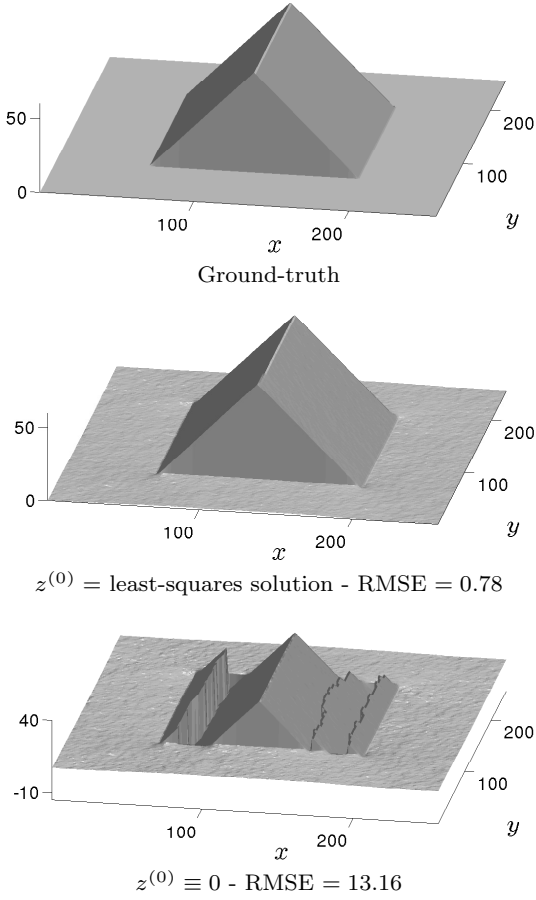 50
0
100
200
x
100
200
y
Ground-truth
50
0
100
200
x
100
200
y
z⁽⁰⁾ = least-squares solution - RMSE = 0.78
40
-10
100
200
x
100
200
y
z⁽⁰⁾ ≡ 0 - RMSE = 13.16